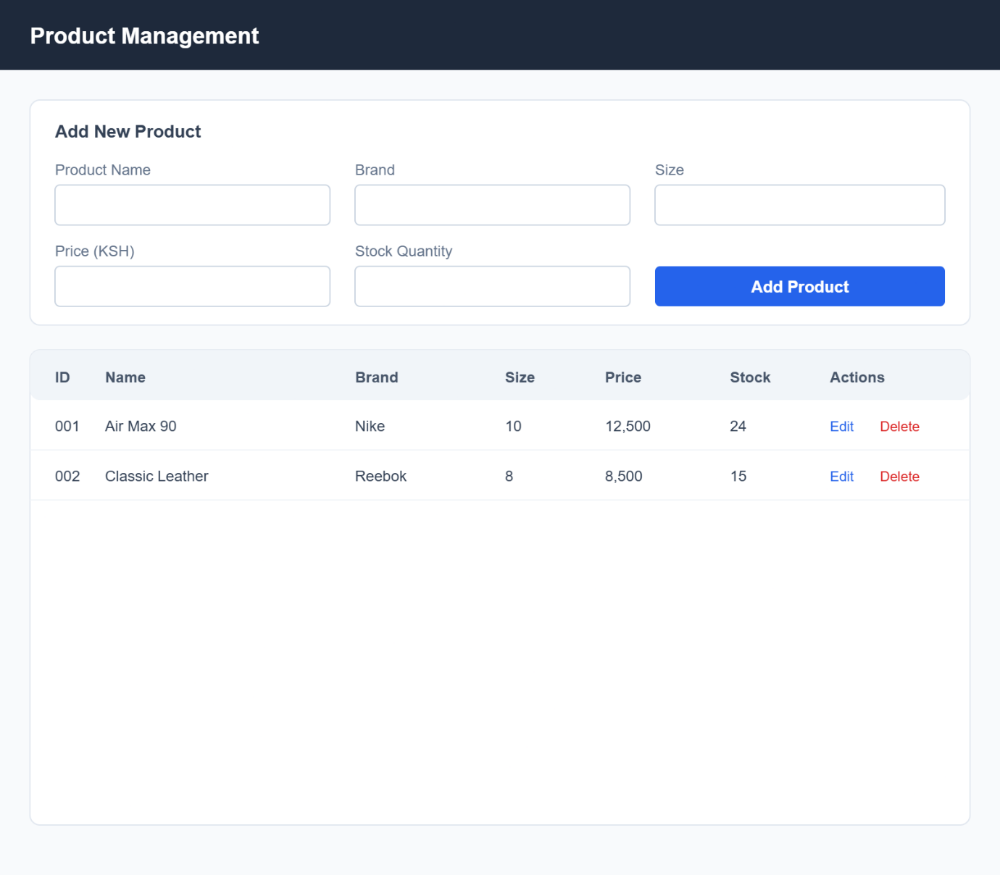 Product Management
Add New Product
Product Name Brand Size
Price (KSH) Stock Quantity
Add Product
ID Name Brand Size Price Stock Actions
001 Air Max 90 Nike 10 12,500 24 Edit Delete
002 Classic Leather Reebok 8 8,500 15 Edit Delete